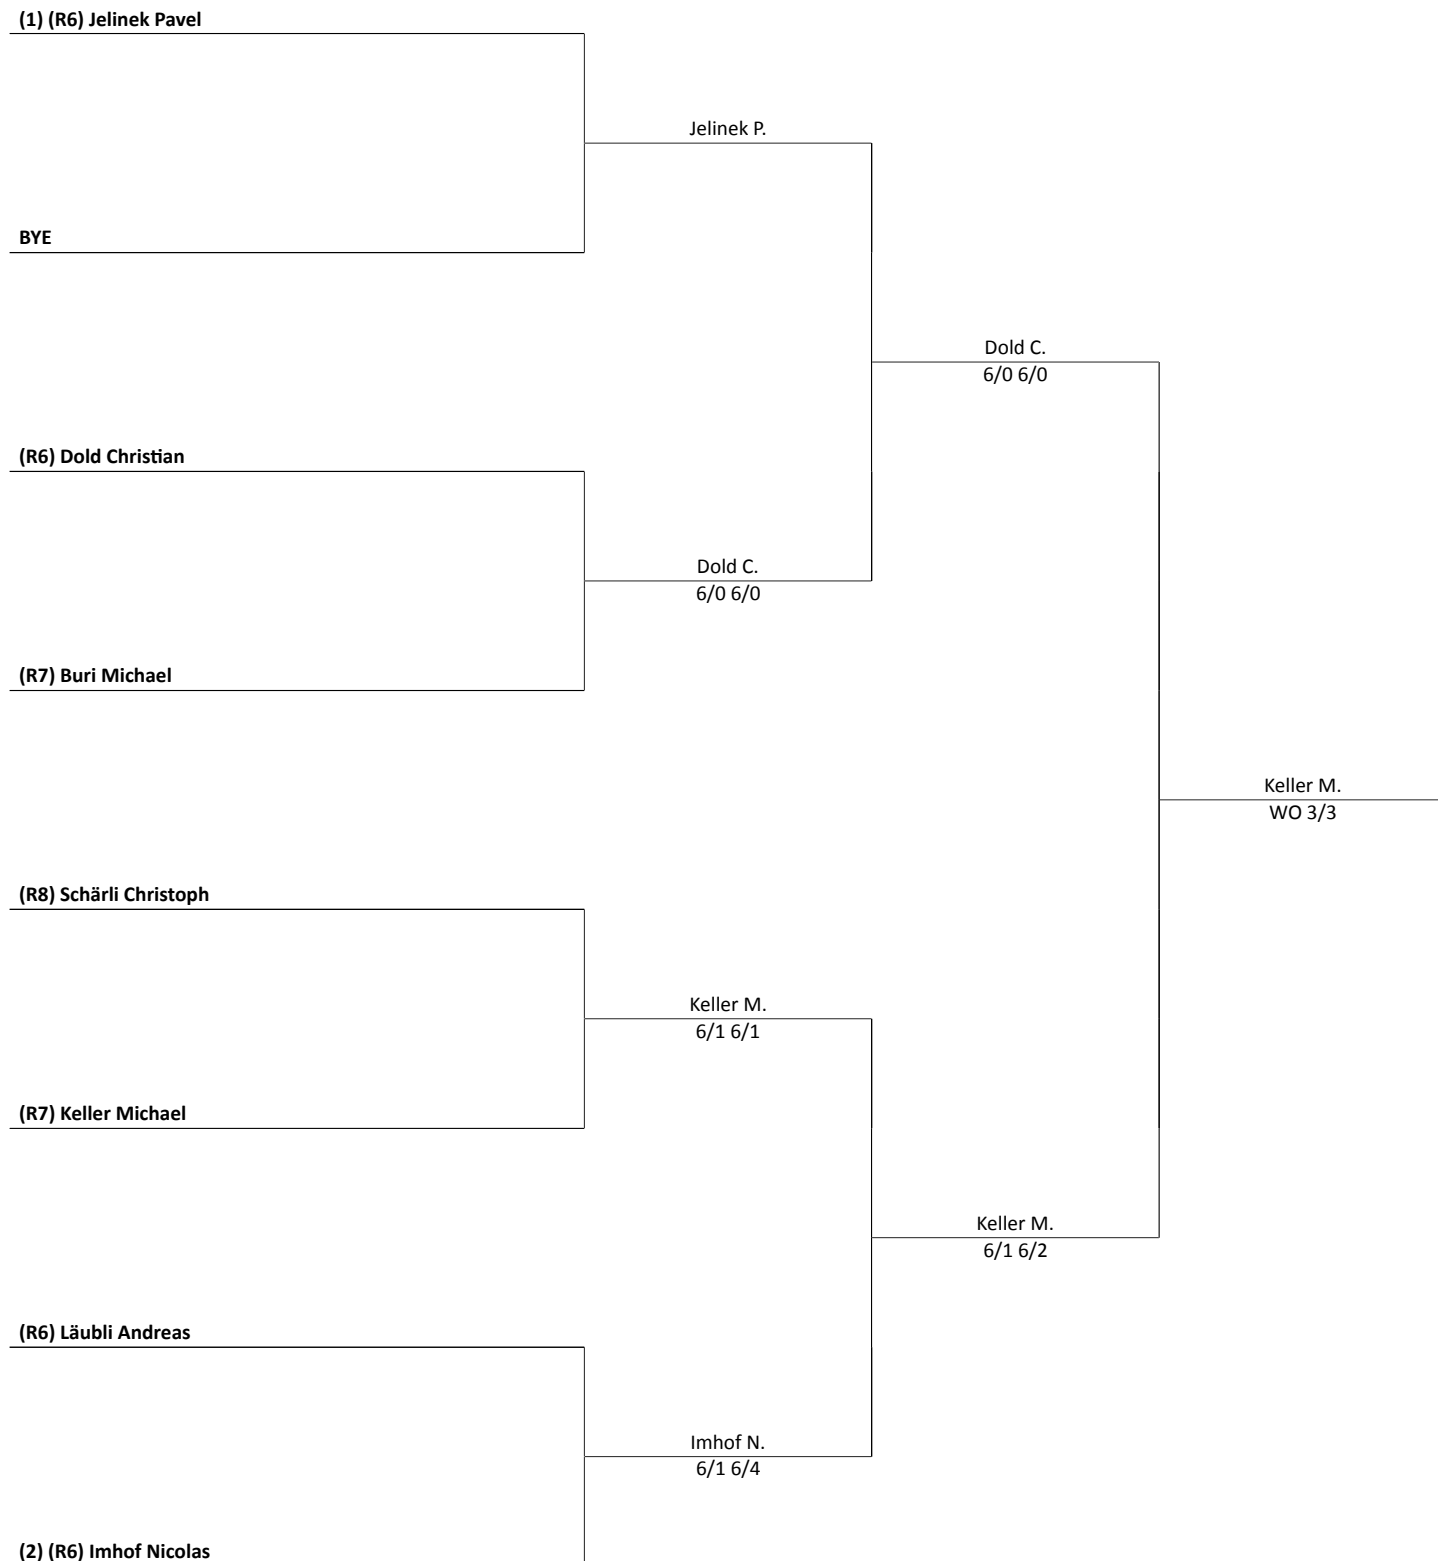 (1) (R6) Jelinek Pavel
Jelinek P.
BYE
Dold C.
6/0 6/0
(R6) Dold Christian
Dold C.
6/0 6/0
(R7) Buri Michael
Keller M.
WO 3/3
(R8) Schärli Christoph
Keller M.
6/1 6/1
(R7) Keller Michael
Keller M.
6/1 6/2
(R6) Läubli Andreas
Imhof N.
6/1 6/4
(2) (R6) Imhof Nicolas